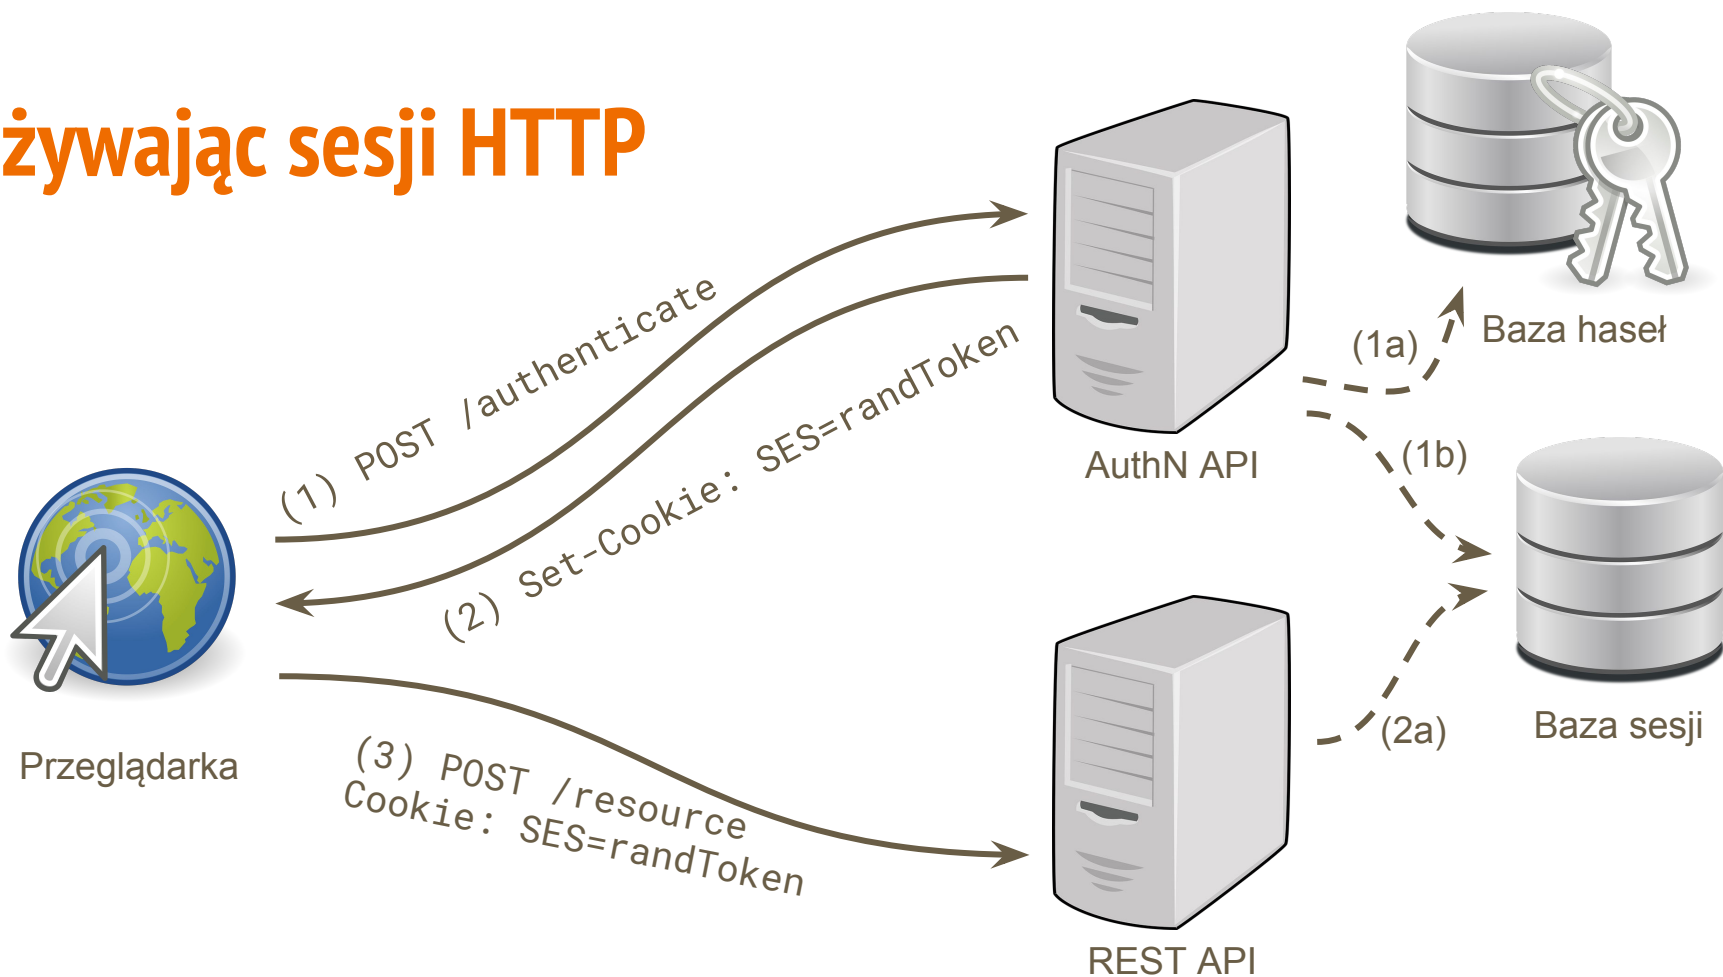 żywając sesji HTTP
(1) POST /authenticate
(2) Set-Cookie: SES=randToken
(3) POST /resource
Cookie: SES=randToken
Przeglądarka
AuthN API
REST API
(1a)
Baza haseł
(1b)
(2a)
Baza sesji